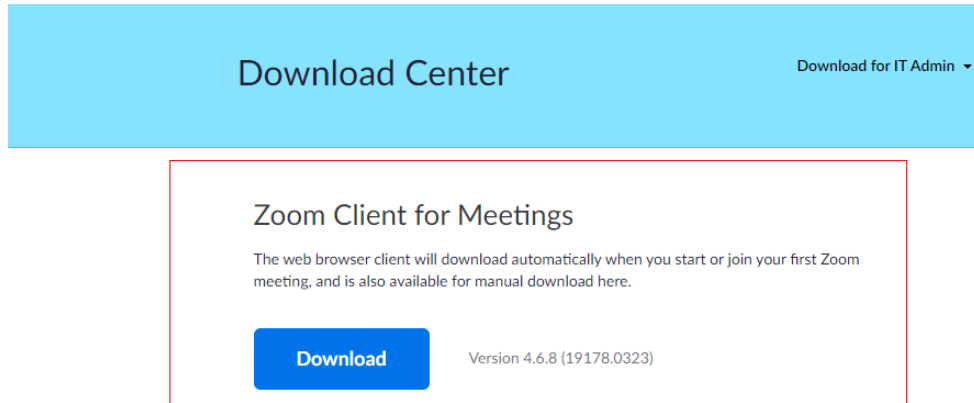 Download Center
Download for IT Admin
Zoom Client for Meetings
The web browser client will download automatically when you start or join your first Zoom
meeting, and is also available for manual download here.
Download
Version 4.6.8 (19178.0323)